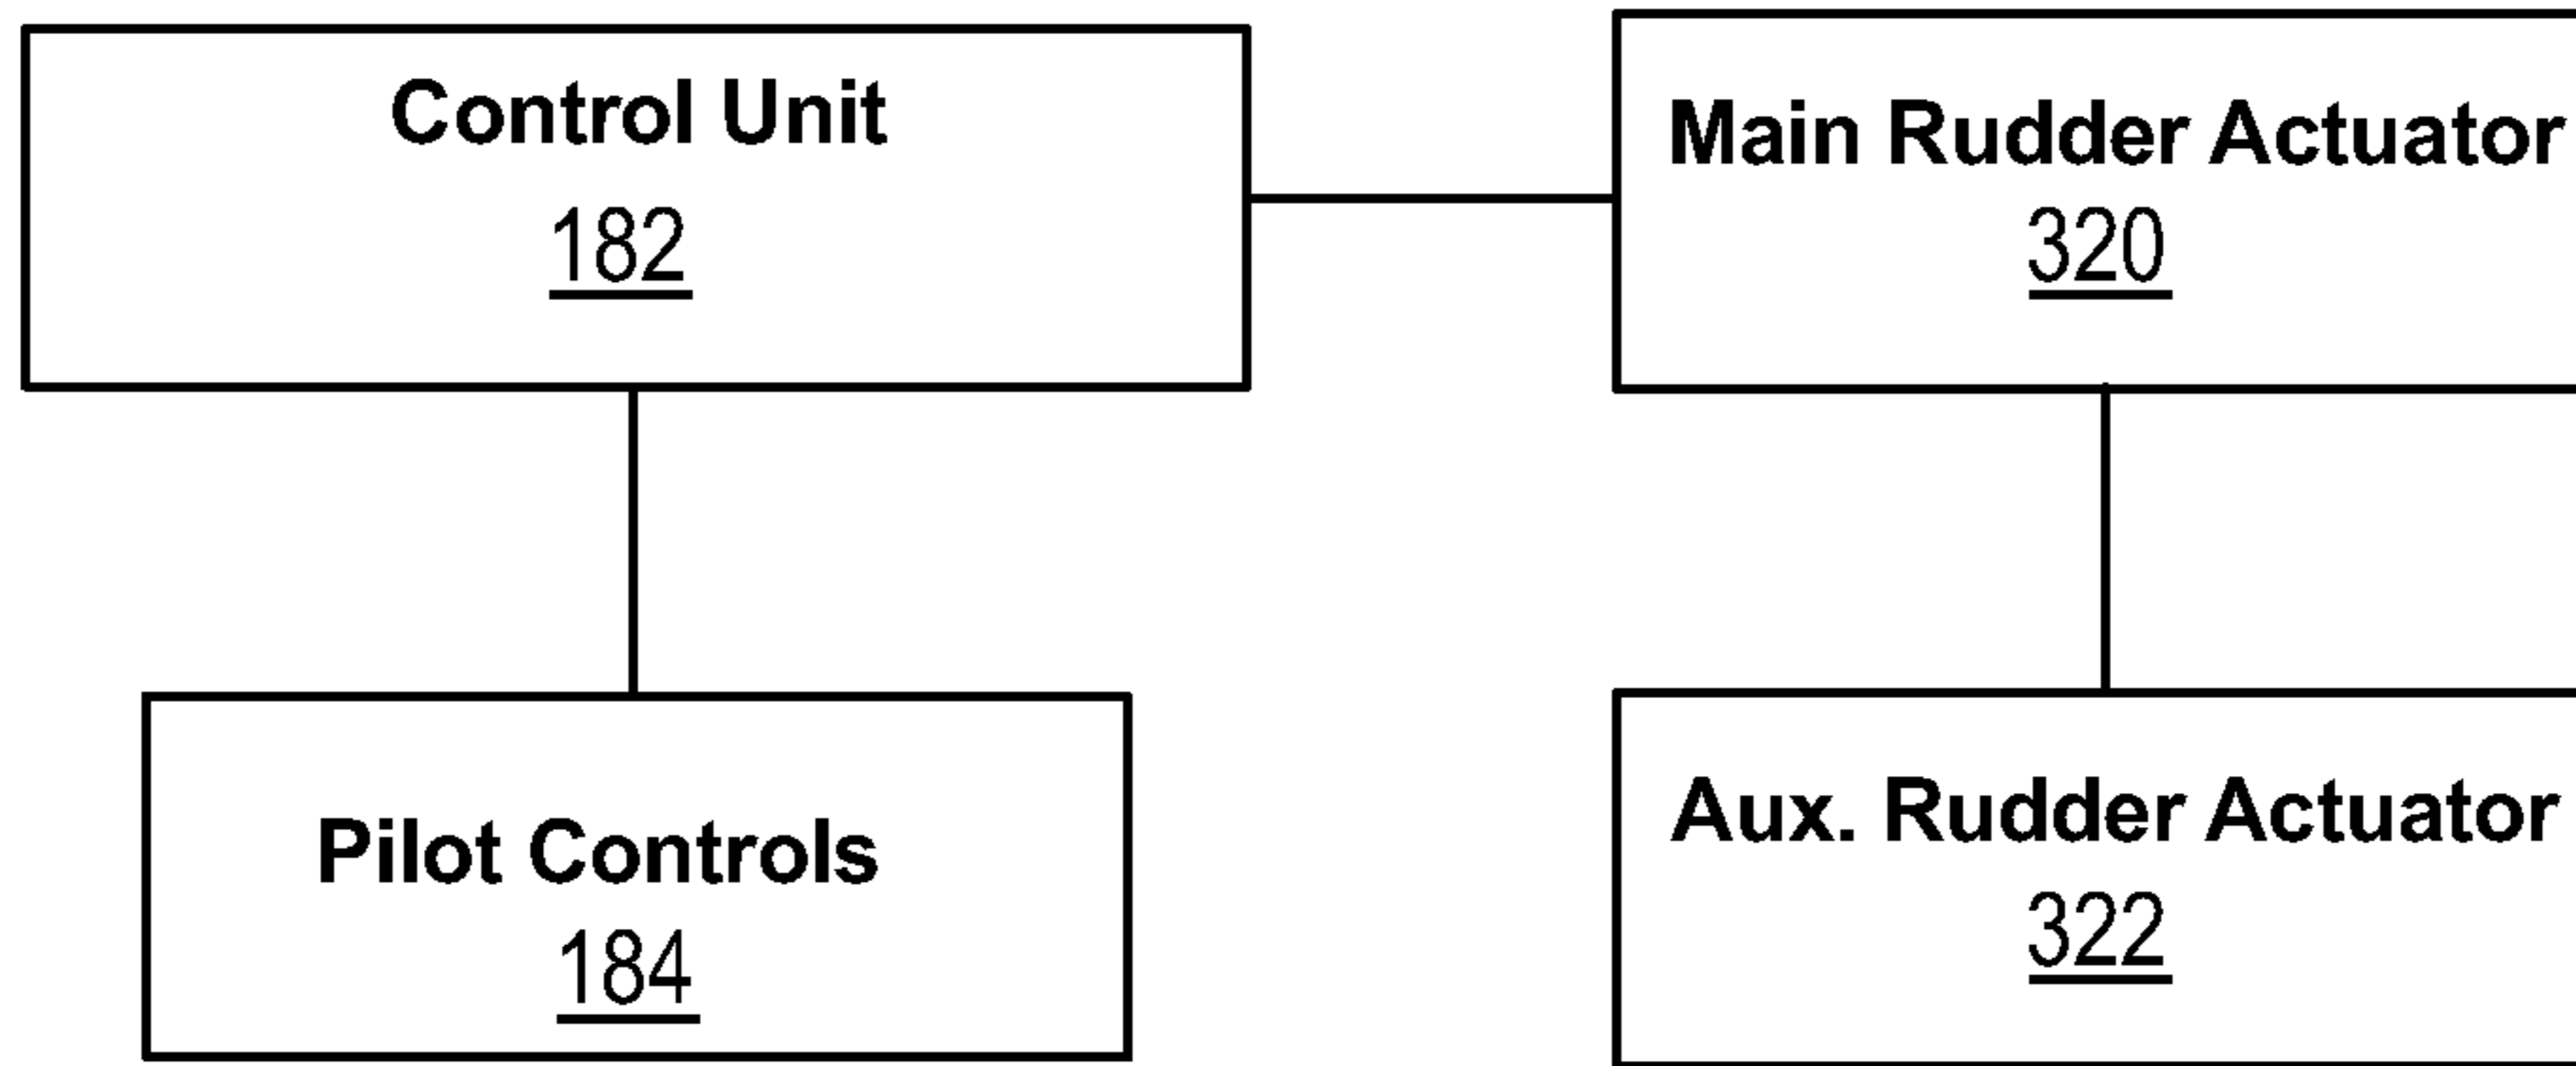 Control Unit
182
Main Rudder Actuator
320
Pilot Controls
184
Aux. Rudder Actuator
322